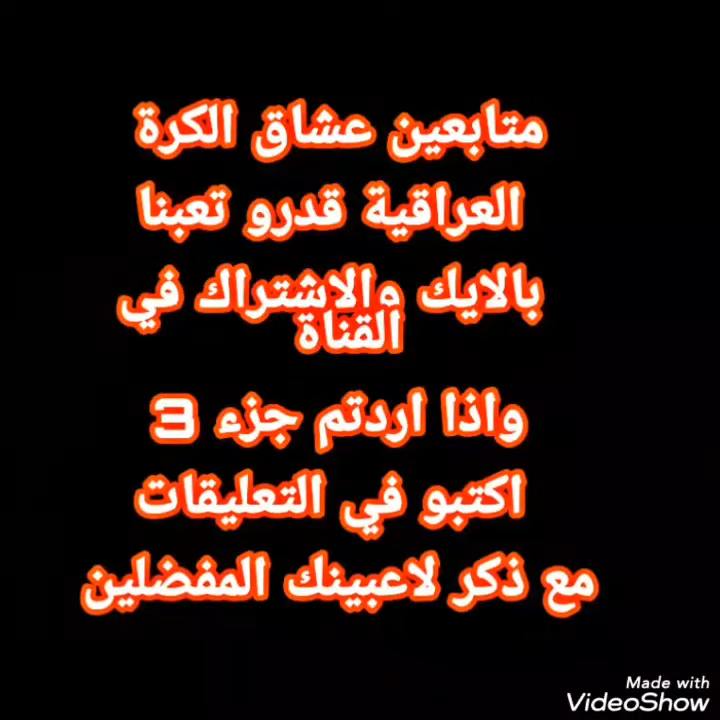 متابعين عشاق الكرة
العراقية قدرو تعبنا
بالايك والاشتراك في
القناة
واذا اردتم جزء 3
اكتبو في التعليقات
مع ذكر لاعبينك المفضلين
Made with
VideoShow